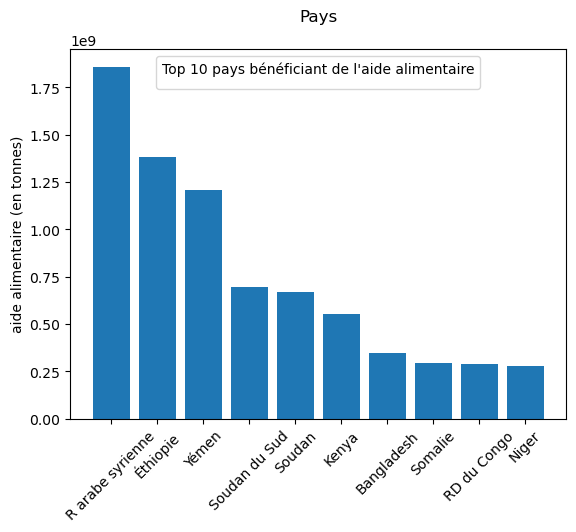 Pays
1e9
Top 10 pays bénéficiant de l'aide alimentaire
1.75
1.50
1.25
1.00
0.75
0.50
0.25
0.00
aide alimentaire (en tonnes)
R arabe syrienne
Éthiopie
Yémen
Soudan du Sud
Soudan
Kenya
Bangladesh
Somalie
RD du Congo
Niger